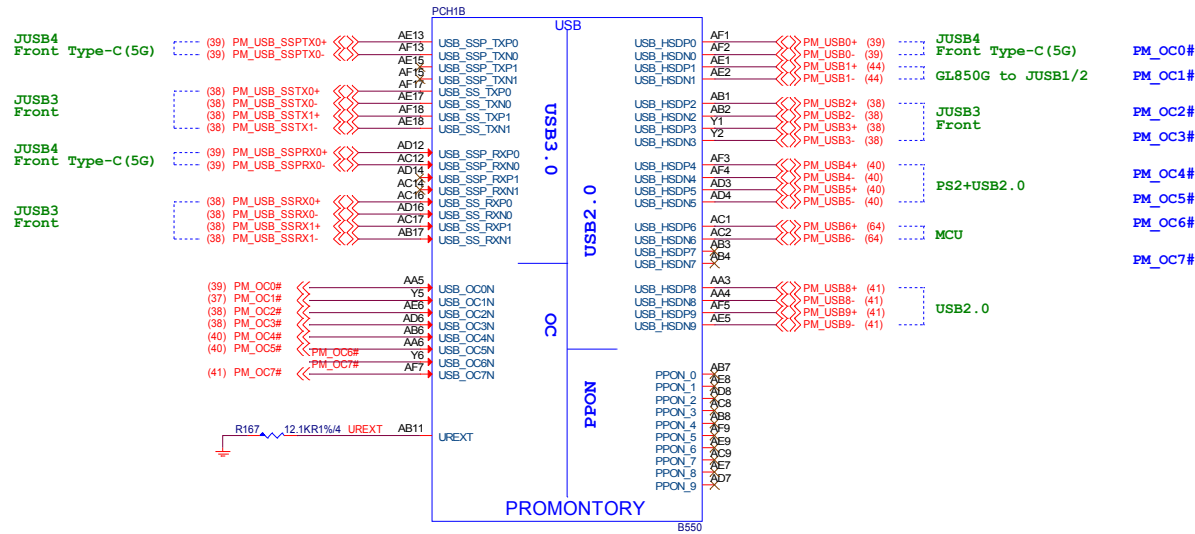 PCH1B
USB
JUSB4
Front Type-C(5G)
(39) PM_USB_SSPTX0+ AE13 USB_SSP_TXP0
(39) PM_USB_SSPTX0- AF13 USB_SSP_TXN0
AE15 USB_SSP_TXP1
AF15 USB_SSP_TXN1
JUSB3
Front
(38) PM_USB_SSTX0+ AF17 USB_SS_TXP0
(38) PM_USB_SSTX0- AE17 USB_SS_TXN0
(38) PM_USB_SSTX1+ AF18 USB_SS_TXP1
(38) PM_USB_SSTX1- AE18 USB_SS_TXN1
JUSB4
Front Type-C(5G)
(39) PM_USB_SSPRX0+ AD12 USB_SSP_RXP0
(39) PM_USB_SSPRX0- AC12 USB_SSP_RXN0
AD14 USB_SSP_RXP1
AC14 USB_SSP_RXN1
JUSB3
Front
(38) PM_USB_SSRX0+ AC16 USB_SS_RXP0
(38) PM_USB_SSRX0- AD16 USB_SS_RXN0
(38) PM_USB_SSRX1+ AC17 USB_SS_RXP1
(38) PM_USB_SSRX1- AB17 USB_SS_RXN1
(39) PM_OC0# AA5 USB_OC0N
(37) PM_OC1# Y5 USB_OC1N
(38) PM_OC2# AE6 USB_OC2N
(38) PM_OC3# AD6 USB_OC3N
(40) PM_OC4# AB6 USB_OC4N
(40) PM_OC5# AA6 USB_OC5N
PM_OC6# Y6 USB_OC6N
(41) PM_OC7# PM_OC7# AF7 USB_OC7N
R167 12.1KR1%/4 UREXT AB11 UREXT
USB3.0
USB2.0
OC
PPON
USB_HSDP0 AF1 PM_USB0+ (39)
USB_HSDN0 AF2 PM_USB0- (39)
JUSB4
Front Type-C(5G)
USB_HSDP1 AE1 PM_USB1+ (44)
USB_HSDN1 AE2 PM_USB1- (44)
GL850G to JUSB1/2
USB_HSDP2 AB1 PM_USB2+ (38)
USB_HSDN2 AB2 PM_USB2- (38)
USB_HSDP3 Y1 PM_USB3+ (38)
USB_HSDN3 Y2 PM_USB3- (38)
JUSB3
Front
USB_HSDP4 AF3 PM_USB4+ (40)
USB_HSDN4 AF4 PM_USB4- (40)
USB_HSDP5 AD3 PM_USB5+ (40)
USB_HSDN5 AD4 PM_USB5- (40)
PS2+USB2.0
USB_HSDP6 AC1 PM_USB6+ (64)
USB_HSDN6 AC2 PM_USB6- (64)
MCU
USB_HSDP7 AB3
USB_HSDN7 AB4
USB_HSDP8 AA3 PM_USB8+ (41)
USB_HSDN8 AA4 PM_USB8- (41)
USB_HSDP9 AF5 PM_USB9+ (41)
USB_HSDN9 AE5 PM_USB9- (41)
USB2.0
PPON_0 AB7
PPON_1 AE8
PPON_2 AD8
PPON_3 AC8
PPON_4 AB8
PPON_5 AF9
PPON_6 AE9
PPON_7 AC9
PPON_8 AE7
PPON_9 AD7
PROMONTORY
B550
PM_OC0#
PM_OC1#
PM_OC2#
PM_OC3#
PM_OC4#
PM_OC5#
PM_OC6#
PM_OC7#